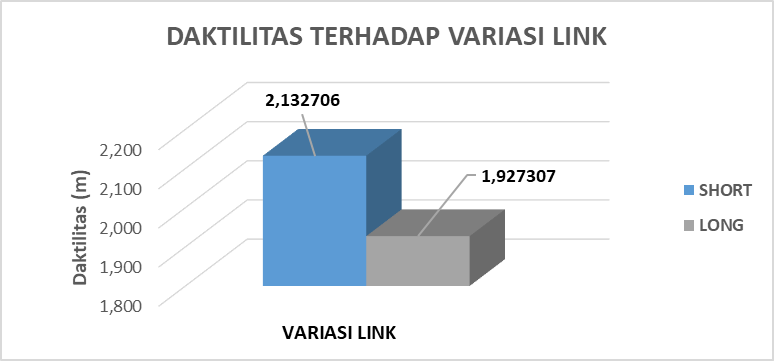 DAKTILITAS TERHADAP VARIASI LINK
2,132706
1,927307
2,200
2,100
2,000
1,900
1,800
Daktilitas (m)
VARIASI LINK
SHORT
LONG